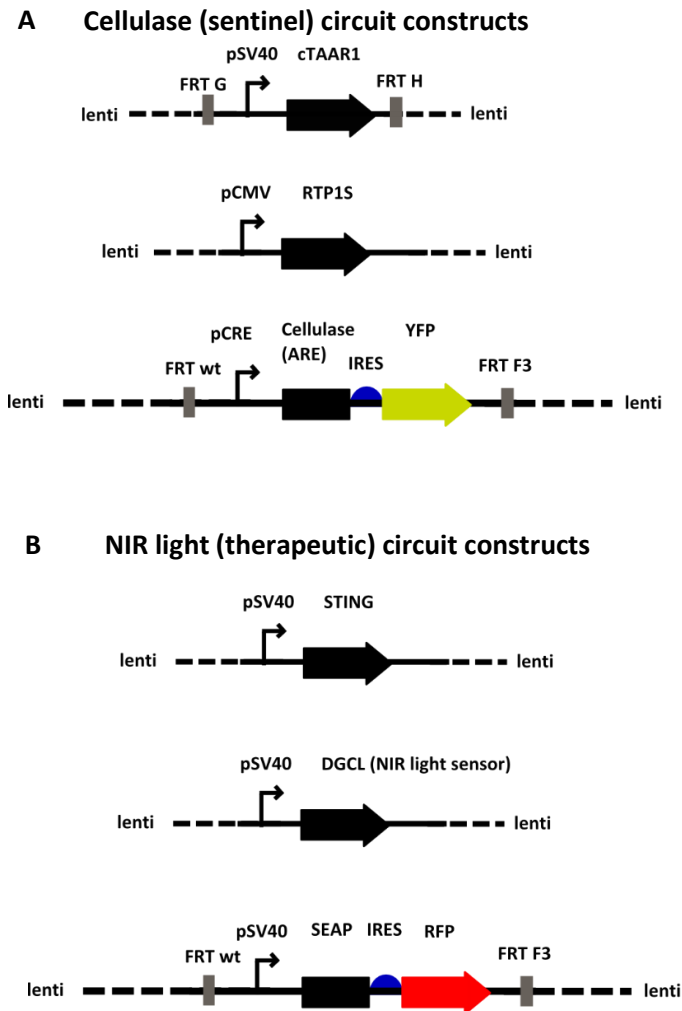 A Cellulase (sentinel) circuit constructs
pSV40 cTAAR1
FRT G FRT H
lenti lenti
pCMV RTP1S
lenti lenti
pCRE Cellulase YFP
(ARE) IRES
FRT wt FRT F3
lenti lenti
B NIR light (therapeutic) circuit constructs
pSV40 STING
lenti lenti
pSV40 DGCL (NIR light sensor)
lenti lenti
pSV40 SEAP IRES RFP
FRT wt FRT F3
lenti lenti